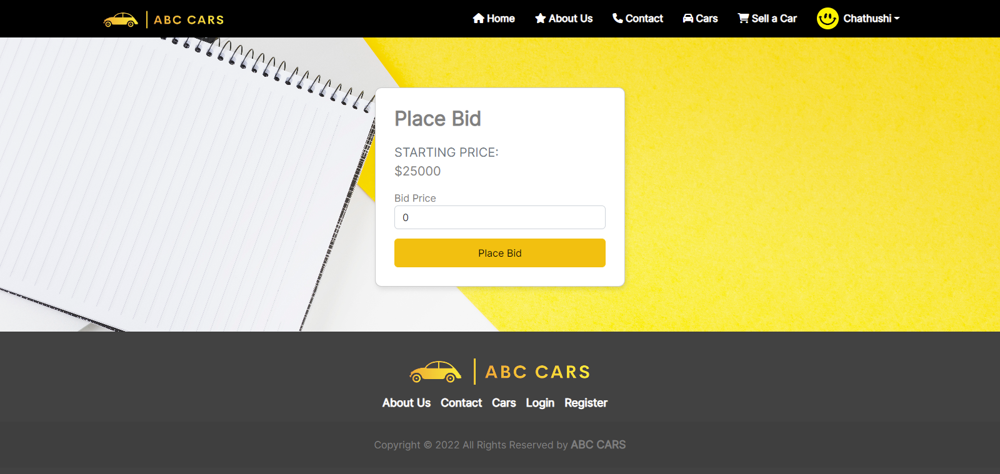 ABC CARS
Home About Us Contact Cars Sell a Car Chathushi
Place Bid
STARTING PRICE:
$25000
Bid Price
0
Place Bid
ABC CARS
About Us Contact Cars Login Register
Copyright © 2022 All Rights Reserved by ABC CARS